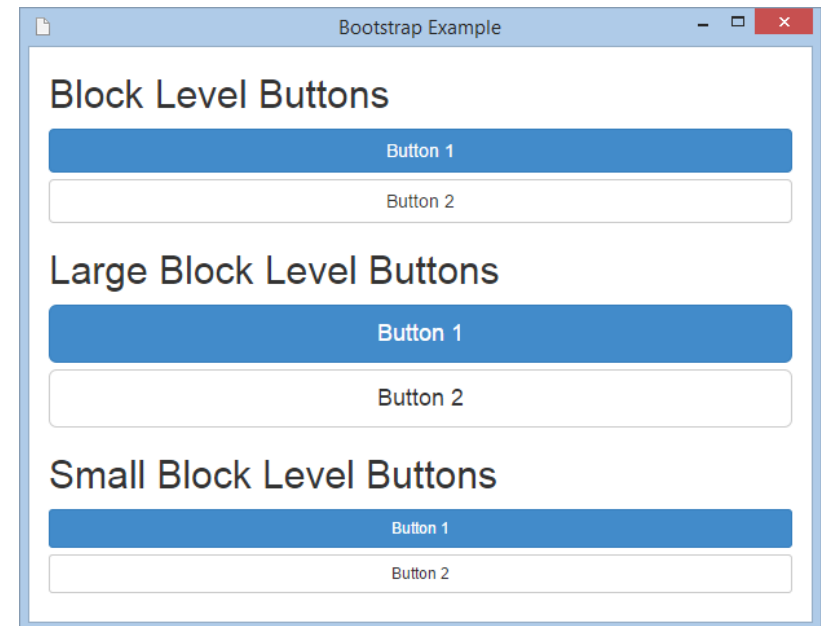 Bootstrap Example
Block Level Buttons
Button 1
Button 2
Large Block Level Buttons
Button 1
Button 2
Small Block Level Buttons
Button 1
Button 2